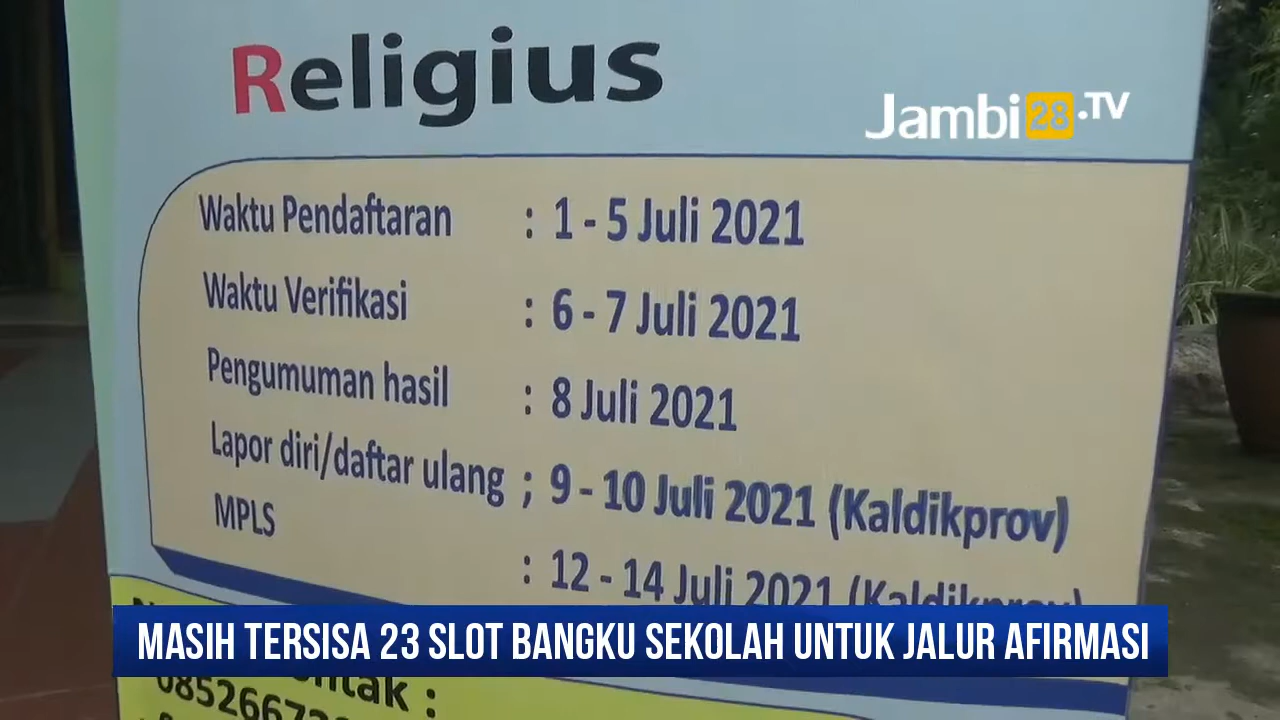 Religius
Jambi28.TV
Waktu Pendaftaran : 1 - 5 Juli 2021
Waktu Verifikasi : 6 - 7 Juli 2021
Pengumuman hasil : 8 Juli 2021
Lapor diri/daftar ulang ; 9 - 10 Juli 2021 (Kaldikprov)
MPLS : 12 - 14 Juli 2021 (Kaldikprov)
MASIH TERSISA 23 SLOT BANGKU SEKOLAH UNTUK JALUR AFIRMASI